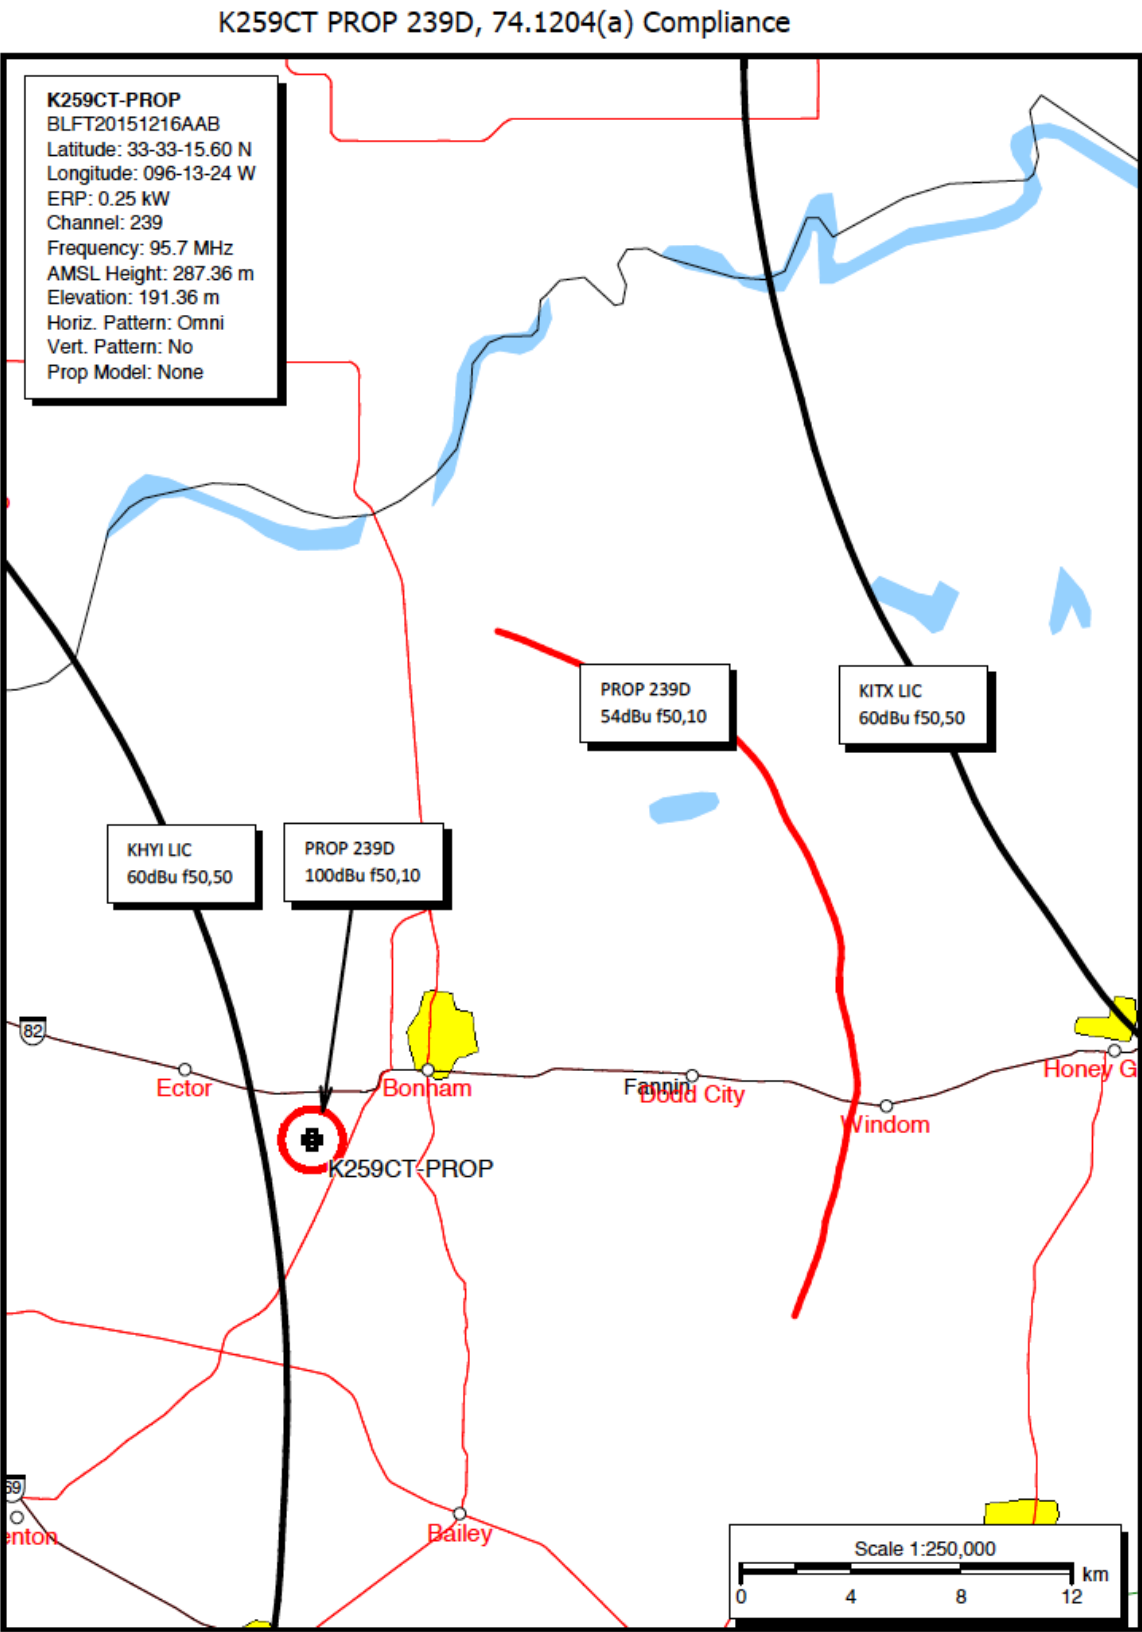 K259CT PROP 239D, 74.1204(a) Compliance
K259CT-PROP
BLFT20151216AAB
Latitude: 33-33-15.60 N
Longitude: 096-13-24 W
ERP: 0.25 kW
Channel: 239
Frequency: 95.7 MHz
AMSL Height: 287.36 m
Elevation: 191.36 m
Horiz. Pattern: Omni
Vert. Pattern: No
Prop Model: None
PROP 239D
54dBu f50,10
KITX LIC
60dBu f50,50
KHYI LIC
60dBu f50,50
PROP 239D
100dBu f50,10
82
Ector
Bonham
Fannin
Dodd City
Windom
Honey G
K259CT-PROP
69
enton
Bailey
Scale 1:250,000
km
0 4 8 12